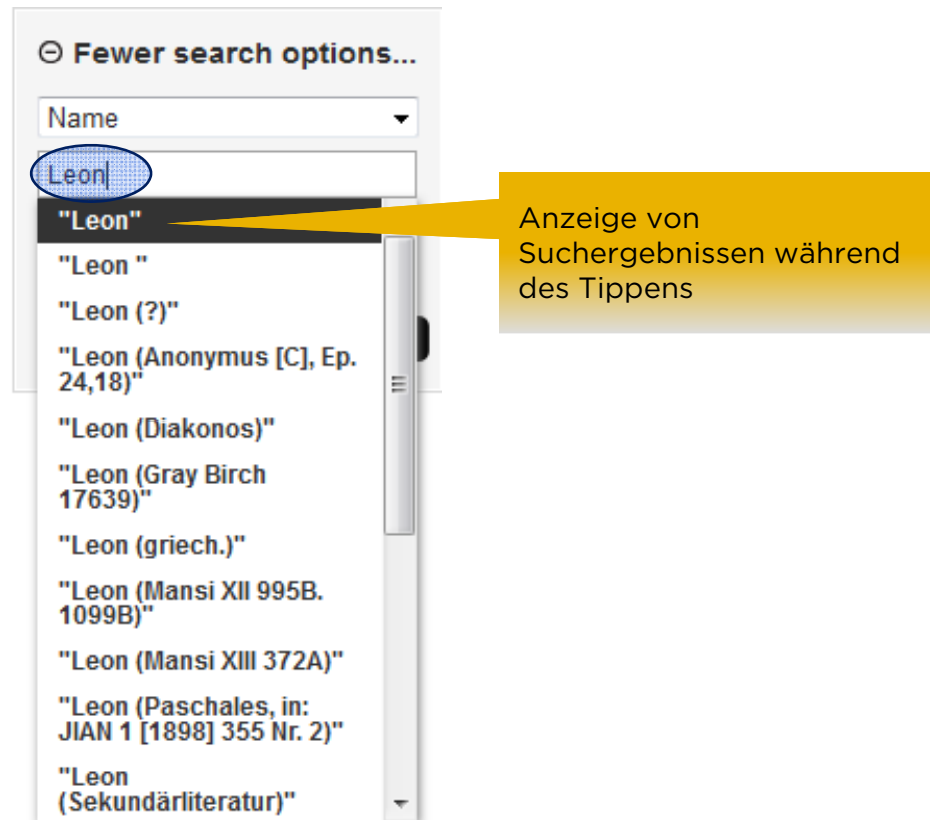 Fewer search options...
Name
Leon
"Leon"
"Leon "
"Leon (?)"
"Leon (Anonymus [C], Ep.
24,18)"
"Leon (Diakonos)"
"Leon (Gray Birch
17639)"
"Leon (griech.)"
"Leon (Mansi XII 995B.
1099B)"
"Leon (Mansi XIII 372A)"
"Leon (Paschales, in:
JIAN 1 [1898] 355 Nr. 2)"
"Leon
(Sekundärliteratur)"
Anzeige von
Suchergebnissen während
des Tippens